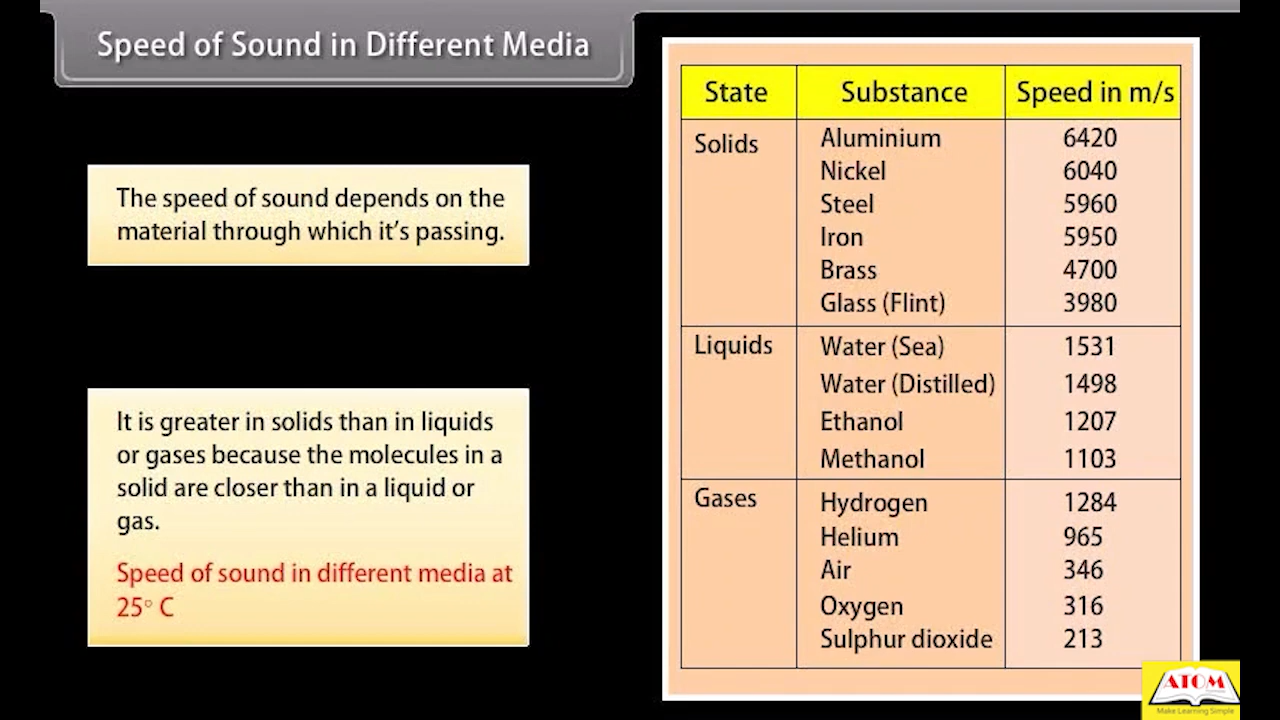 Speed of Sound in Different Media
The speed of sound depends on the
material through which it's passing.
It is greater in solids than in liquids
or gases because the molecules in a
solid are closer than in a liquid or
gas.
Speed of sound in different media at
25° C
State Substance Speed in m/s
Solids Aluminium 6420
Nickel 6040
Steel 5960
Iron 5950
Brass 4700
Glass (Flint) 3980
Liquids Water (Sea) 1531
Water (Distilled) 1498
Ethanol 1207
Methanol 1103
Gases Hydrogen 1284
Helium 965
Air 346
Oxygen 316
Sulphur dioxide 213
ATOM
Make Learning Simple